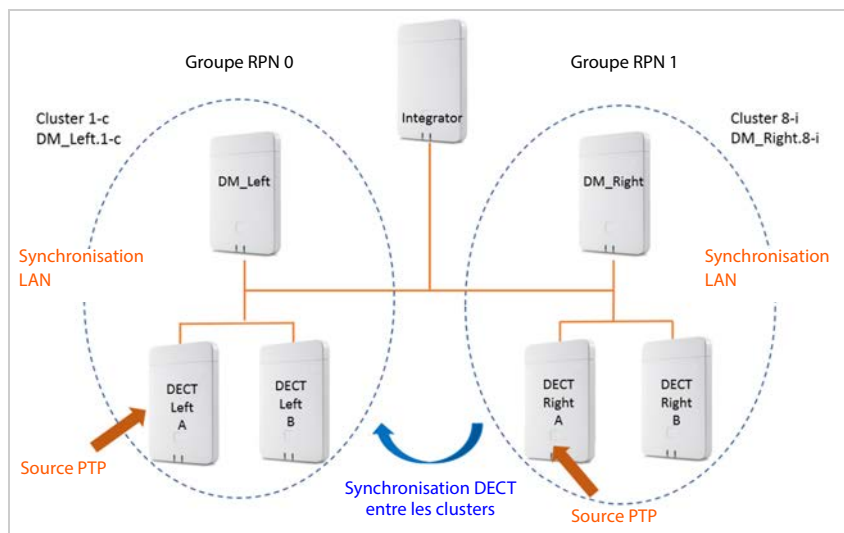 Groupe RPN 0
Groupe RPN 1
Integrator
Cluster 1-c
DM_Left.1-c
Cluster 8-i
DM_Right.8-i
DM_Left
DM_Right
Synchronisation
LAN
Synchronisation
LAN
DECT
Left
A
DECT
Left
B
DECT
Right
A
DECT
Right
B
Source PTP
Synchronisation DECT
entre les clusters
Source PTP